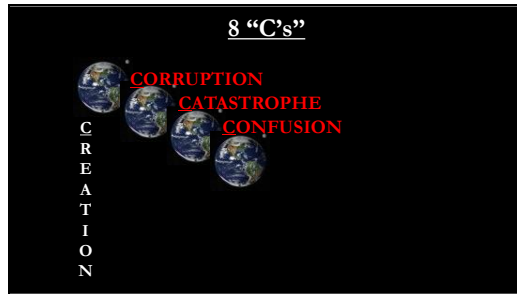 8 “C’s”
CORRUPTION
CATASTROPHE
CONFUSION
C
R
E
A
T
I
O
N